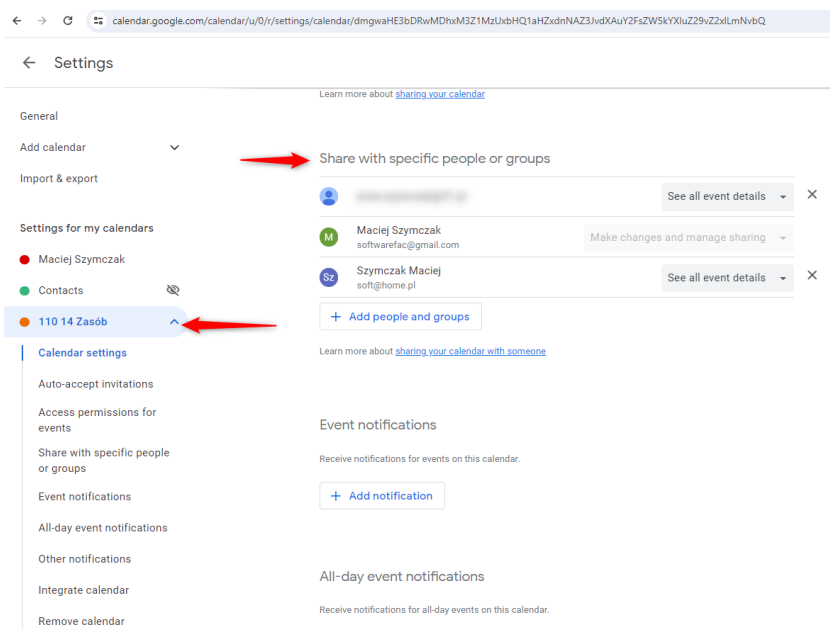 calendar.google.com/calendar/u/0/r/settings/calendar/dmgwaHE3bDRwMDhxM3Z1MzUxbHQ1aHZxdnNAZ3JvdXAuY2FsZW5kYXIuZ29vZ2xlLmNvbQ
Settings
General
Add calendar
Import & export
Settings for my calendars
Maciej Szymczak
Contacts
110 14 Zasób
Calendar settings
Auto-accept invitations
Access permissions for
events
Share with specific people
or groups
Event notifications
All-day event notifications
Other notifications
Integrate calendar
Remove calendar
Learn more about sharing your calendar
Share with specific people or groups
See all event details
M
Maciej Szymczak
softwarefac@gmail.com
Make changes and manage sharing
Sz
Szymczak Maciej
soft@home.pl
See all event details
+ Add people and groups
Learn more about sharing your calendar with someone
Event notifications
Receive notifications for events on this calendar.
+ Add notification
All-day event notifications
Receive notifications for all-day events on this calendar.